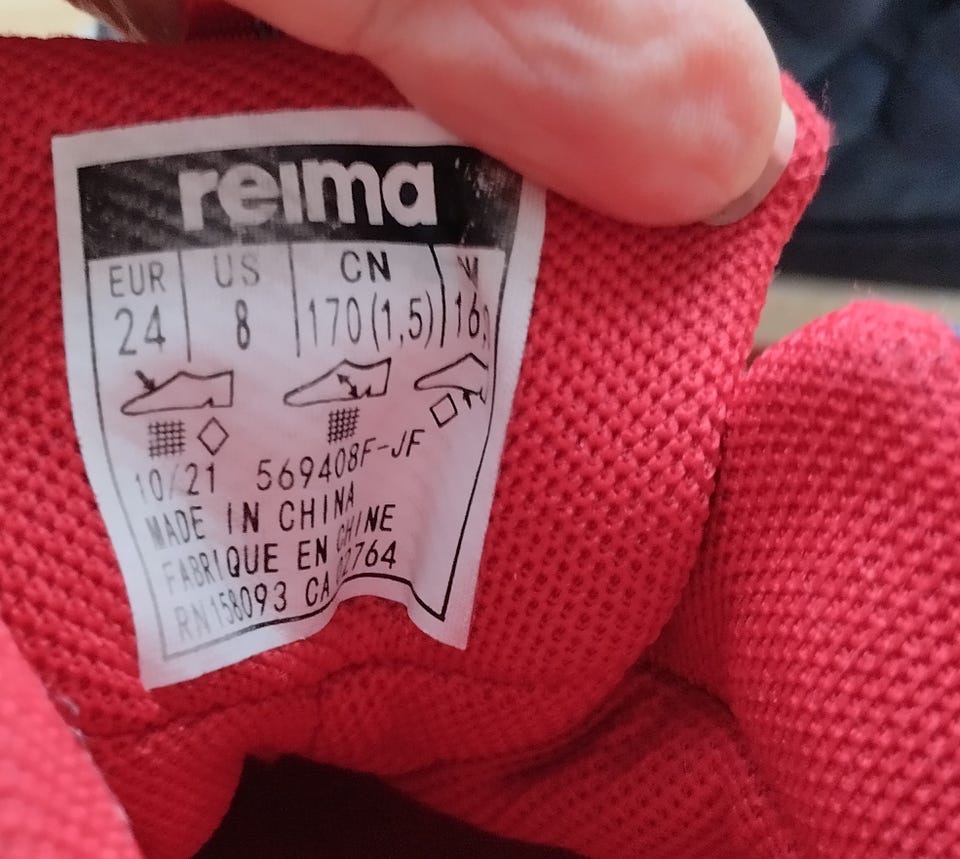 reima
EUR US CN
24 8 170(1,5)
10/21 569408F-JF
MADE IN CHINA
FABRIQUE EN CHINE
RN158093 CA 02764